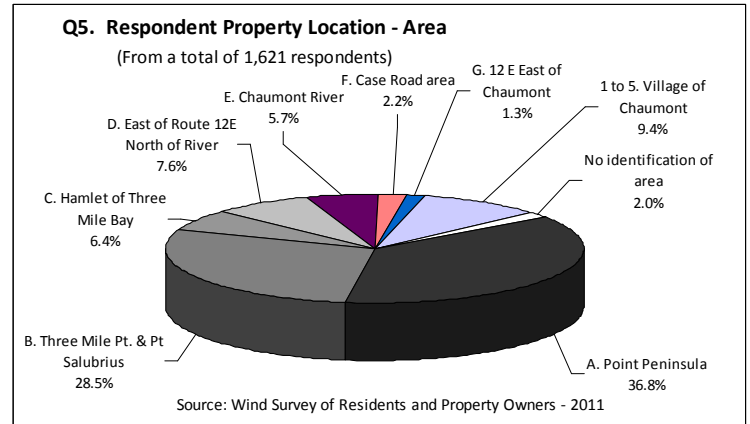 Q5. Respondent Property Location - Area
(From a total of 1,621 respondents)
F. Case Road area
2.2%
G. 12 E East of
Chaumont
1.3%
1 to 5. Village of
Chaumont
9.4%
E. Chaumont River
5.7%
D. East of Route 12E
North of River
7.6%
No identification of
area
2.0%
C. Hamlet of Three
Mile Bay
6.4%
B. Three Mile Pt. & Pt
Salubrius
28.5%
A. Point Peninsula
36.8%
Source: Wind Survey of Residents and Property Owners - 2011